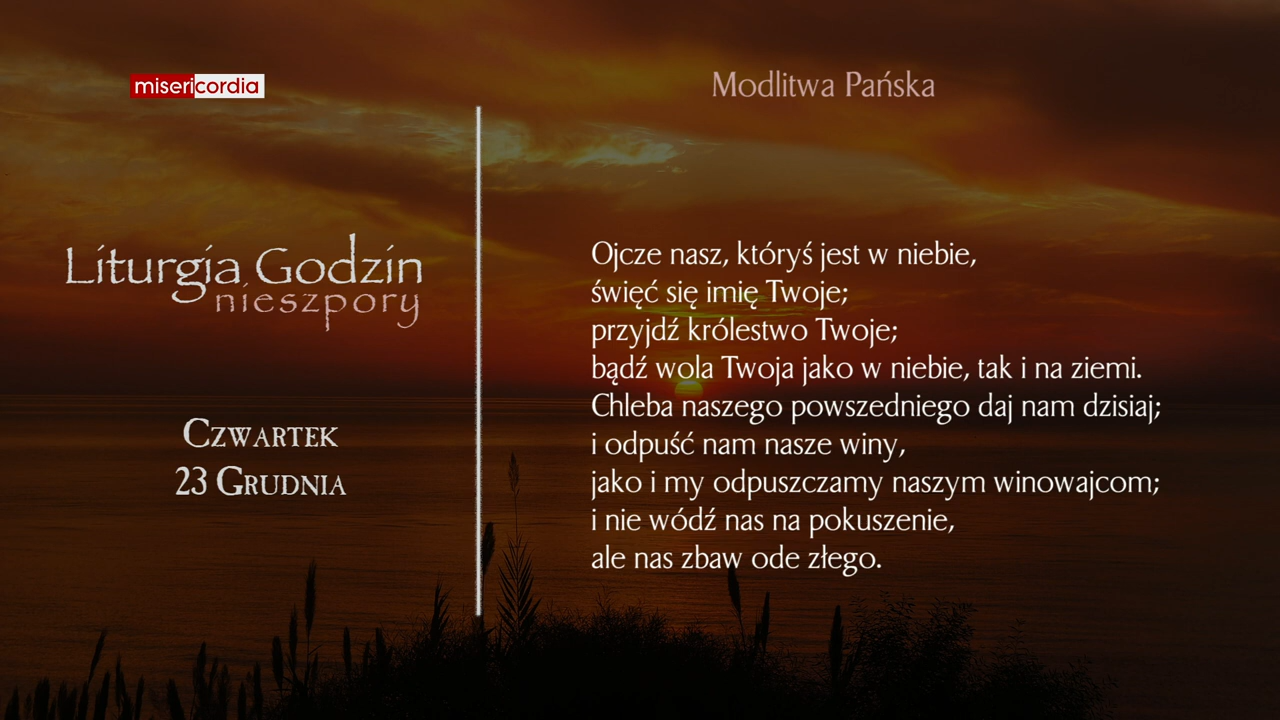 misericordia
Liturgia Godzin
nieszpory
Czwartek
23 Grudnia
Modlitwa Pańska
Ojcze nasz, któryś jest w niebie,
święć się imię Twoje;
przyjdź królestwo Twoje;
bądź wola Twoja jako w niebie, tak i na ziemi.
Chleba naszego powszedniego daj nam dzisiaj;
i odpuść nam nasze winy,
jako i my odpuszczamy naszym winowajcom;
i nie wódź nas na pokuszenie,
ale nas zbaw ode złego.